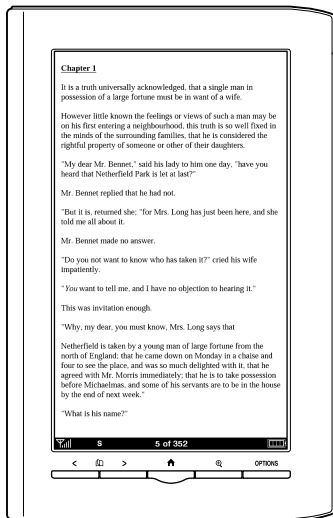 Chapter 1
It is a truth universally acknowledged, that a single man in
possession of a large fortune must be in want of a wife.
However little known the feelings or views of such a man may be
on his first entering a neighbourhood, this truth is so well fixed in
the minds of the surrounding families, that he is considered the
rightful property of someone or other of their daughters.
"My dear Mr. Bennet," said his lady to him one day, "have you
heard that Netherfield Park is let at last?"
Mr. Bennet replied that he had not.
"But it is, returned she; "for Mrs. Long has just been here, and she
told me all about it.
Mr. Bennet made no answer.
"Do you not want to know who has taken it?" cried his wife
impatiently.
"You want to tell me, and I have no objection to hearing it."
This was invitation enough.
"Why, my dear, you must know, Mrs. Long says that
Netherfield is taken by a young man of large fortune from the
north of England; that he came down on Monday in a chaise and
four to see the place, and was so much delighted with it, that he
agreed with Mr. Morris immediately; that he is to take possession
before Michaelmas, and some of his servants are to be in the house
by the end of next week."
"What is his name?"
S 5 of 352
OPTIONS